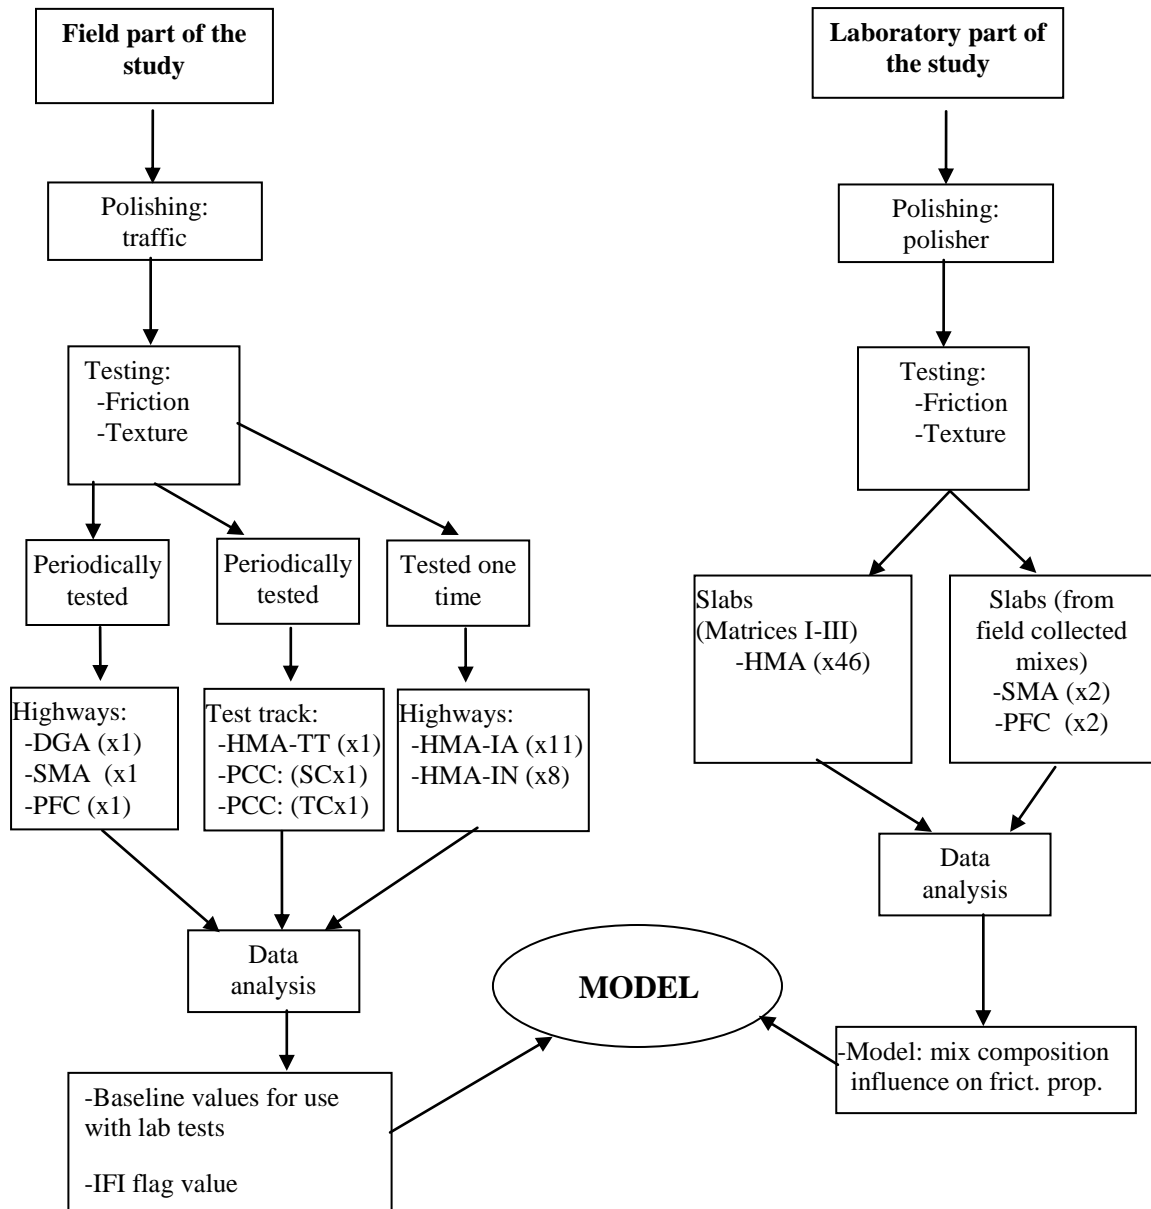 Field part of the
study
Polishing:
traffic
Testing:
-Friction
-Texture
Periodically
tested
Periodically
tested
Tested one
time
Highways:
-DGA (x1)
-SMA (x1
-PFC (x1)
Test track:
-HMA-TT (x1)
-PCC: (SCx1)
-PCC: (TCx1)
Highways:
-HMA-IA (x11)
-HMA-IN (x8)
Data
analysis
-Baseline values for use
with lab tests
-IFI flag value
MODEL
Laboratory part of
the study
Polishing:
polisher
Testing:
-Friction
-Texture
Slabs
(Matrices I-III)
-HMA (x46)
Slabs (from
field collected
mixes)
-SMA (x2)
-PFC (x2)
Data
analysis
-Model: mix composition
influence on frict. prop.